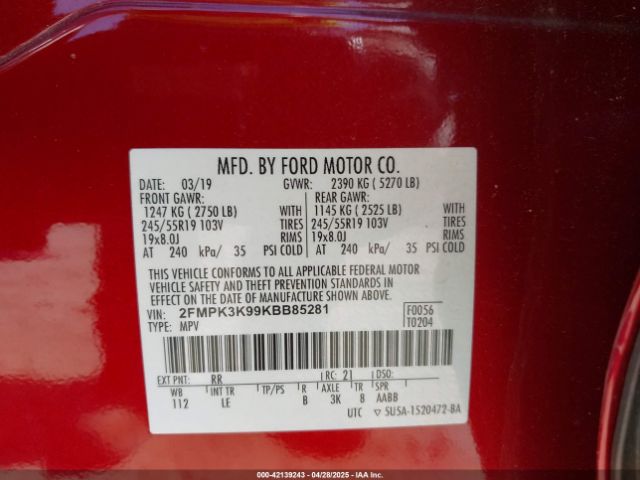 MFD. BY FORD MOTOR CO.
DATE: 03/19 GVWR: 2390 KG ( 5270 LB)
FRONT GAWR: REAR GAWR:
1247 KG ( 2750 LB) WITH 1145 KG ( 2525 LB) WITH
245/55R19 103V TIRES 245/55R19 103V TIRES
19x8.0J RIMS 19x8.0J RIMS
AT 240 kPa/ 35 PSI COLD AT 240 kPa/ 35 PSI COLD
THIS VEHICLE CONFORMS TO ALL APPLICABLE FEDERAL MOTOR
VEHICLE SAFETY AND THEFT PREVENTION STANDARDS IN
EFFECT ON THE DATE OF MANUFACTURE SHOWN ABOVE.
VIN: 2FMPK3K99KBB85281 F0056
TYPE: MPV T0204
EXT PNT: RR RC: 21 DSO:
WB INT TR TP/PS R AXLE TR SPR
112 LE B 3K 8 AABB
UTC 5U5A-1520472-BA
000-42139243 - 04/28/2025 - IAA, Inc.